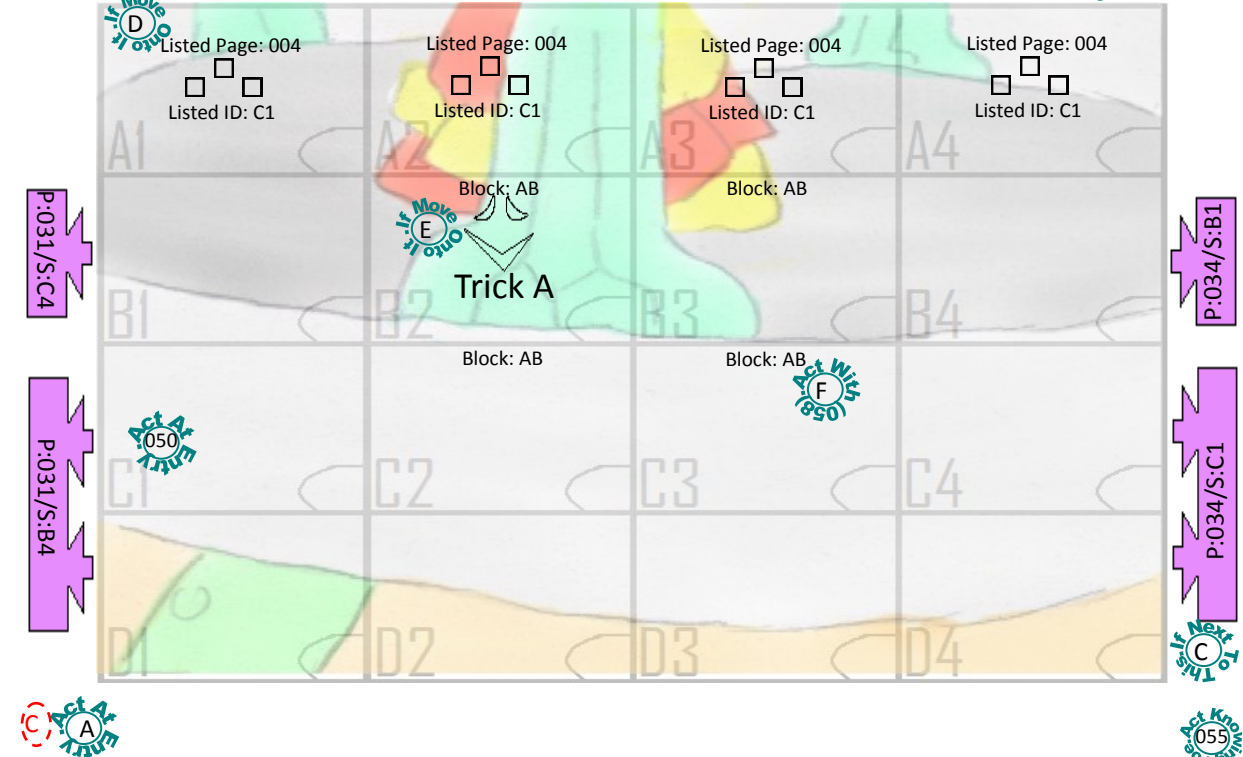 D
.If Move Onto It.
Listed Page: 004
Listed ID: C1
A1
Listed Page: 004
Listed ID: C1
A2
Listed Page: 004
Listed ID: C1
A3
Listed Page: 004
Listed ID: C1
A4
P:031/S:C4
B1
Block: AB
E
.If Move Onto It.
Trick A
B2
Block: AB
B3
B4
P:034/S:B1
P:031/S:B4
050
.Act At Entry.
C1
Block: AB
C2
Block: AB
F
.Act With (058)
C3
C4
P:034/S:C1
C
D1
D2
D3
D4
C
.If Next To This.
C
A
.Act At Entry.
055